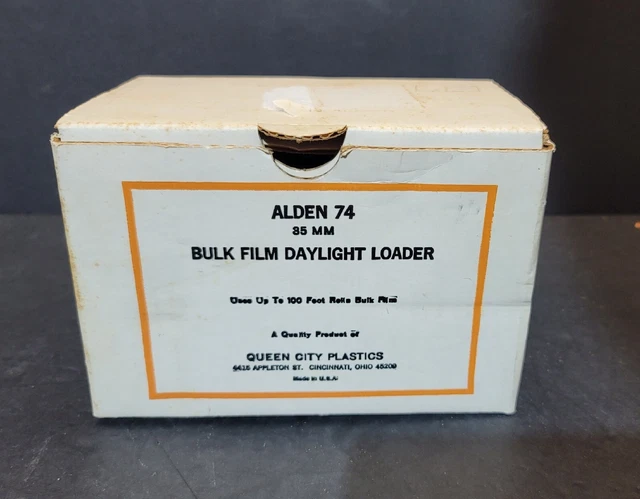 ALDEN 74
35 MM
BULK FILM DAYLIGHT LOADER
Uses Up To 100 Foot Rolls Bulk Film
A Quality Product of
QUEEN CITY PLASTICS
APPLETON ST. CINCINNATI, OHIO 45209
Made in U.S.A.